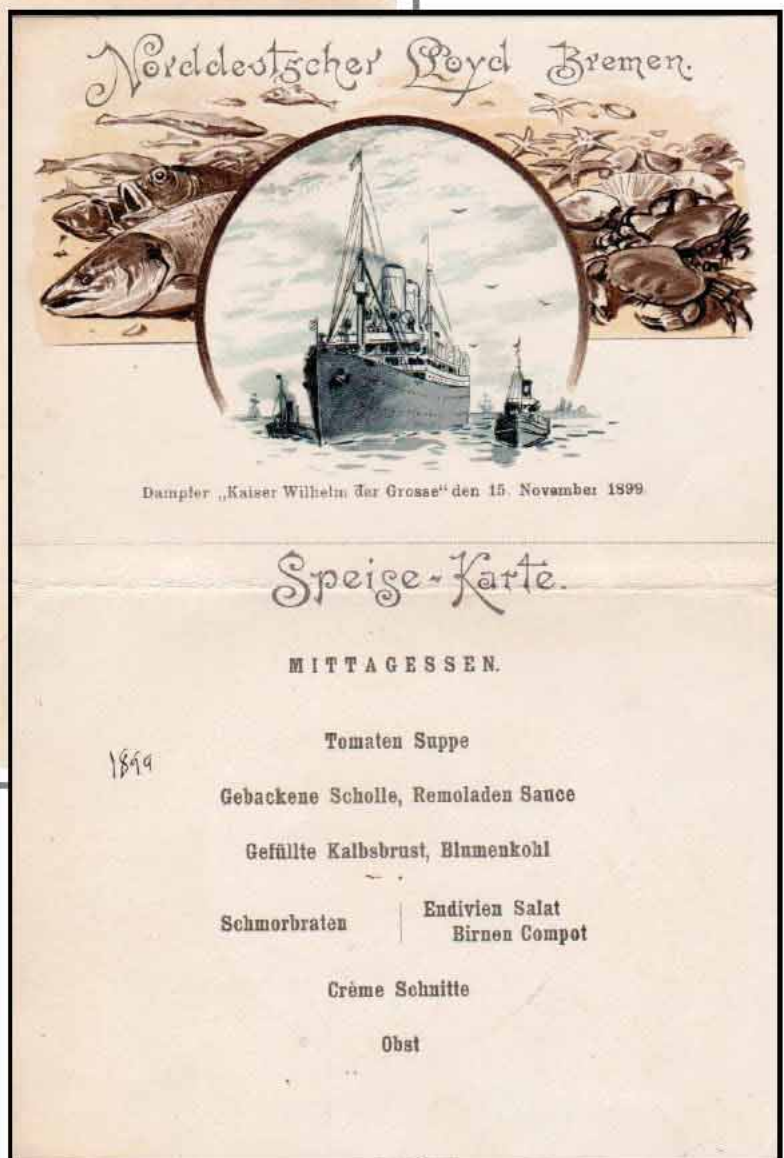 Norddeutscher Lloyd Bremen.
Dampfer „Kaiser Wilhelm der Grosse“ den 15. November 1899.
Speise-Karte.
MITTAGESSEN.
1899
Tomaten Suppe
Gebackene Scholle, Remoladen Sauce
Gefüllte Kalbsbrust, Blumenkohl
Schmorbraten
Endivien Salat
Birnen Compot
Crème Schnitte
Obst